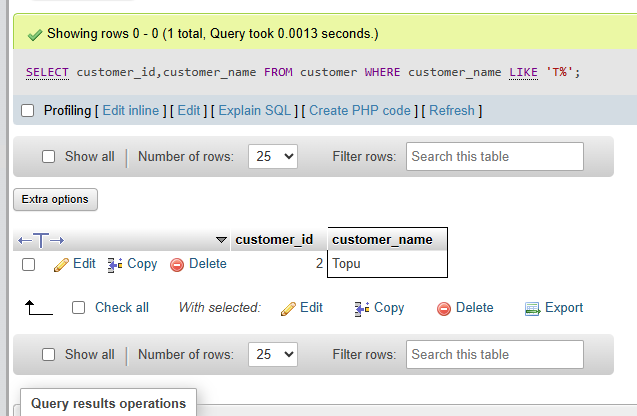 Showing rows 0 - 0 (1 total, Query took 0.0013 seconds.)
SELECT customer_id,customer_name FROM customer WHERE customer_name LIKE 'T%';
Profiling [ Edit inline ] [ Edit ] [ Explain SQL ] [ Create PHP code ] [ Refresh ]
Show all | Number of rows: 25 Filter rows: Search this table
Extra options
←T→ customer_id customer_name
Edit Copy Delete 2 Topu
Check all With selected: Edit Copy Delete Export
Show all | Number of rows: 25 Filter rows: Search this table
Query results operations